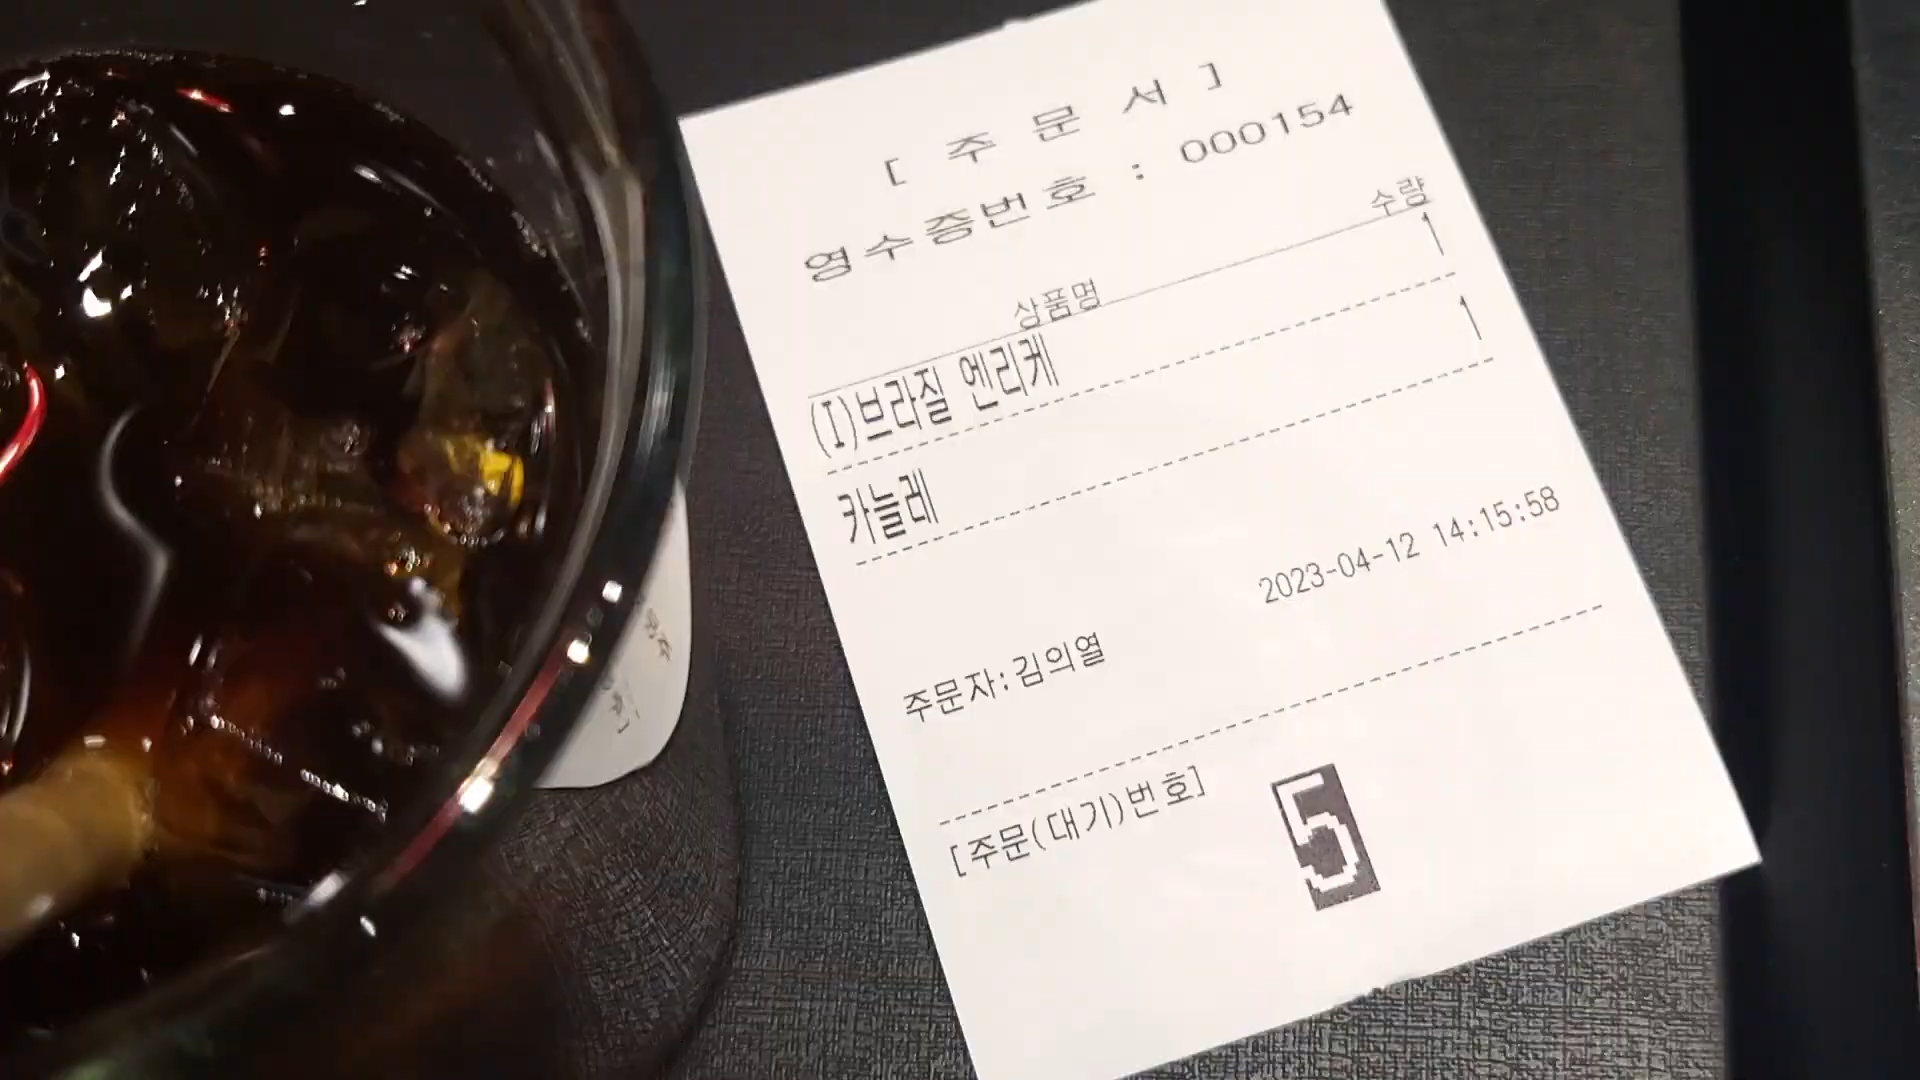 [ 주 문 서 ]
영수증번호 : 000154
상품명 수량
(I)브라질 엔리케 1
카늘레 1
2023-04-12 14:15:58
주문자:김의열
[주문(대기)번호] 5